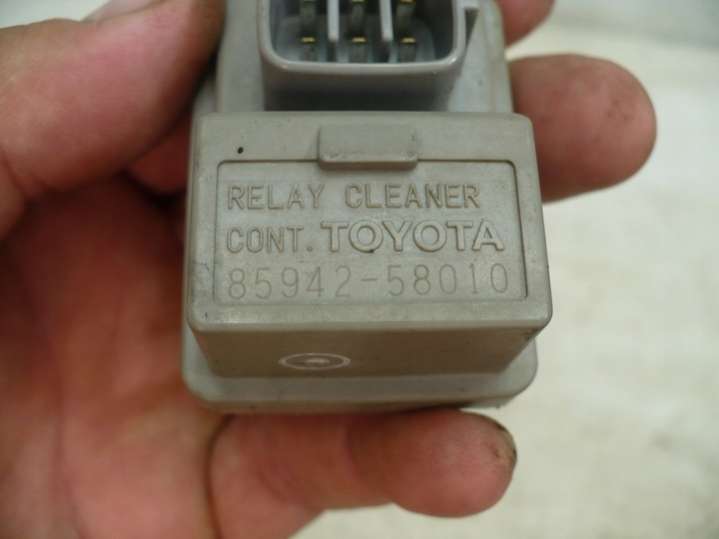 RELAY CLEANER
CONT. TOYOTA
85942-58010